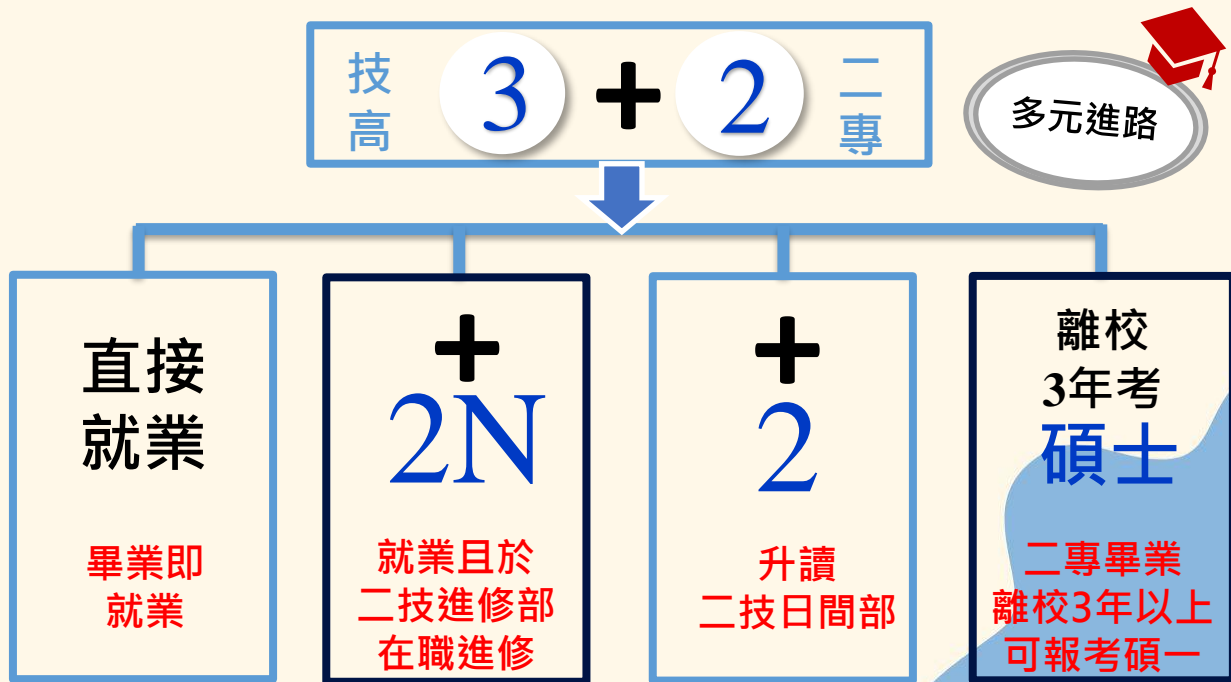 技高 3 + 2 二專
多元進路
直接
就業
畢業即
就業
+
2N
就業且於
二技進修部
在職進修
+
2
升讀
二技日間部
離校
3年考
碩士
二專畢業
離校3年以上
可報考碩一